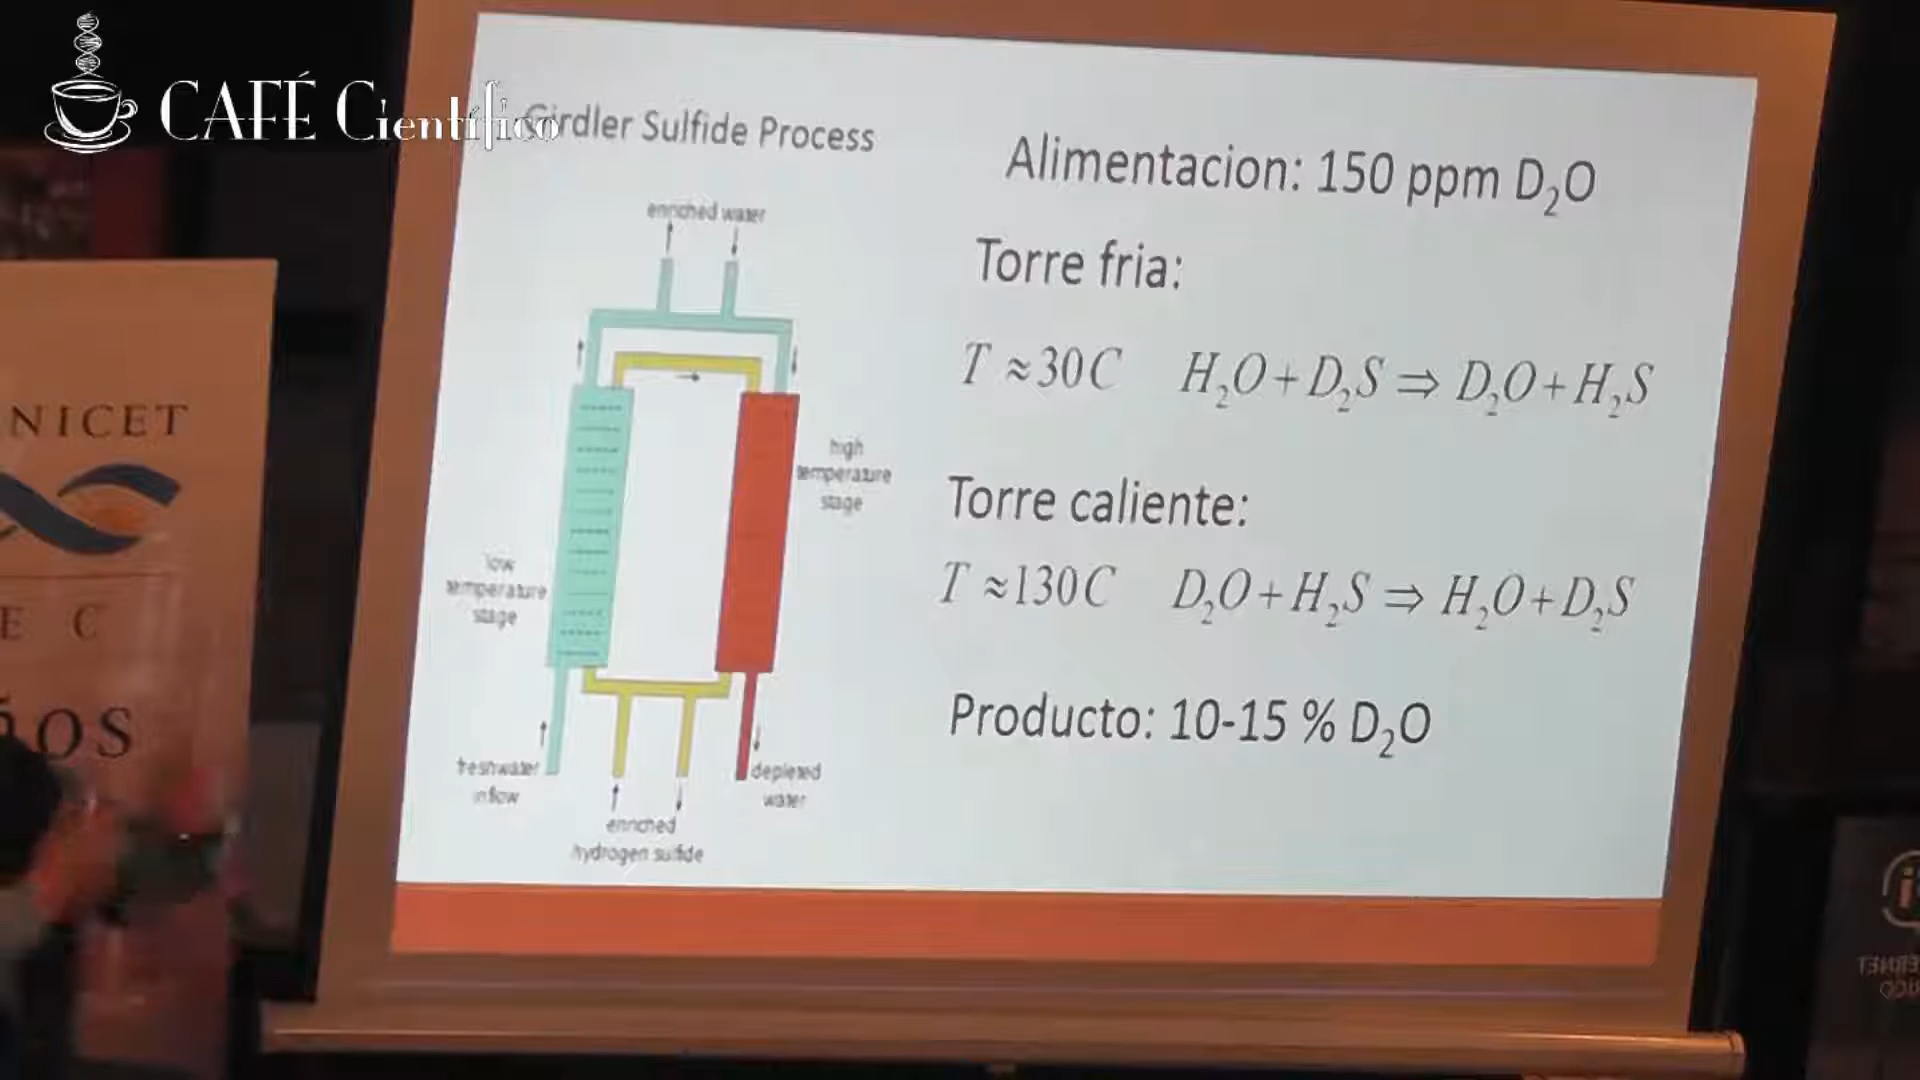 CAFÉ Científico
Girdler Sulfide Process
enriched water
high
temperature
stage
low
temperature
stage
freshwater
inflow
enriched
hydrogen sulfide
depleted
water
Alimentacion: 150 ppm D₂O
Torre fria:
T ≈30C H₂O+D₂S ⇒ D₂O+H₂S
Torre caliente:
T ≈130C D₂O+H₂S ⇒ H₂O+D₂S
Producto: 10-15 % D₂O
NICET
E C
ÑOS